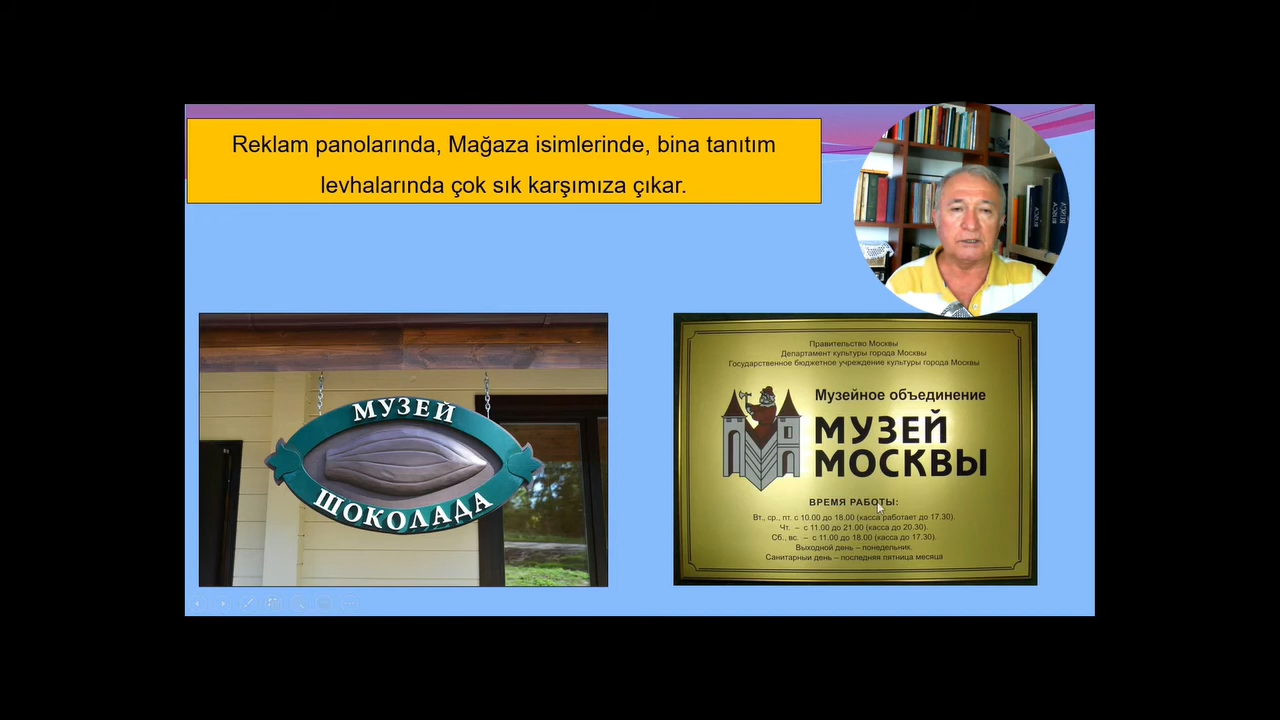 Reklam panolarında, Mağaza isimlerinde, bina tanıtım
levhalarında çok sık karşımıza çıkar.
МУЗЕЙ
ШОКОЛАДА
Правительство Москвы
Департамент культуры города Москвы
Государственное бюджетное учреждение культуры города Москвы
Музейное объединение
МУЗЕЙ
МОСКВЫ
ВРЕМЯ РАБОТЫ:
Вт., ср., пт. с 10.00 до 18.00 (касса работает до 17.30).
Чт. – с 11.00 до 21.00 (касса до 20.30).
Сб., вс. – с 11.00 до 18.00 (касса до 17.30).
Выходной день – понедельник.
Санитарный день – последняя пятница месяца